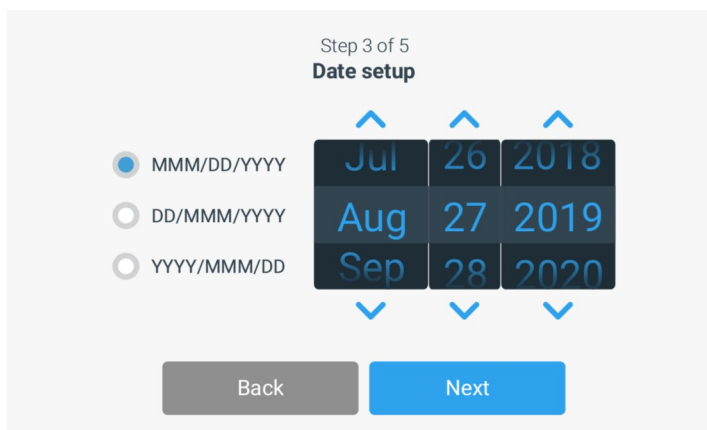 Step 3 of 5
Date setup
MMM/DD/YYYY
DD/MMM/YYYY
YYYY/MMM/DD
Jul 26 2018
Aug 27 2019
Sep 28 2020
Back Next